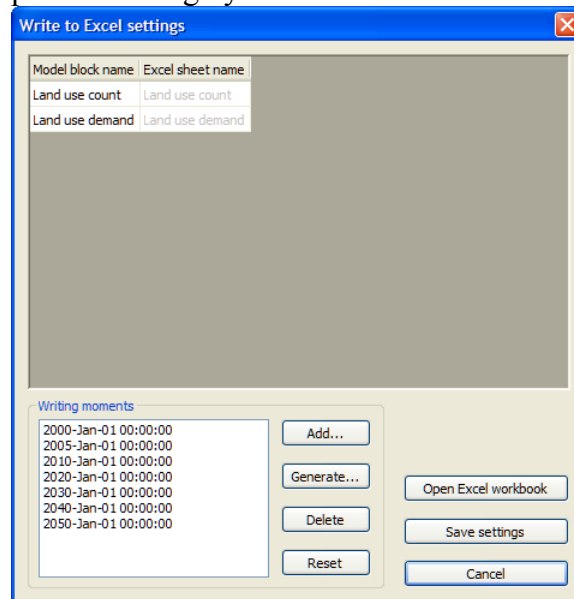 Write to Excel settings
Model block name Excel sheet name
Land use count Land use count
Land use demand Land use demand
Writing moments
2000-Jan-01 00:00:00
2005-Jan-01 00:00:00
2010-Jan-01 00:00:00
2020-Jan-01 00:00:00
2030-Jan-01 00:00:00
2040-Jan-01 00:00:00
2050-Jan-01 00:00:00
Add...
Generate...
Delete
Reset
Open Excel workbook
Save settings
Cancel